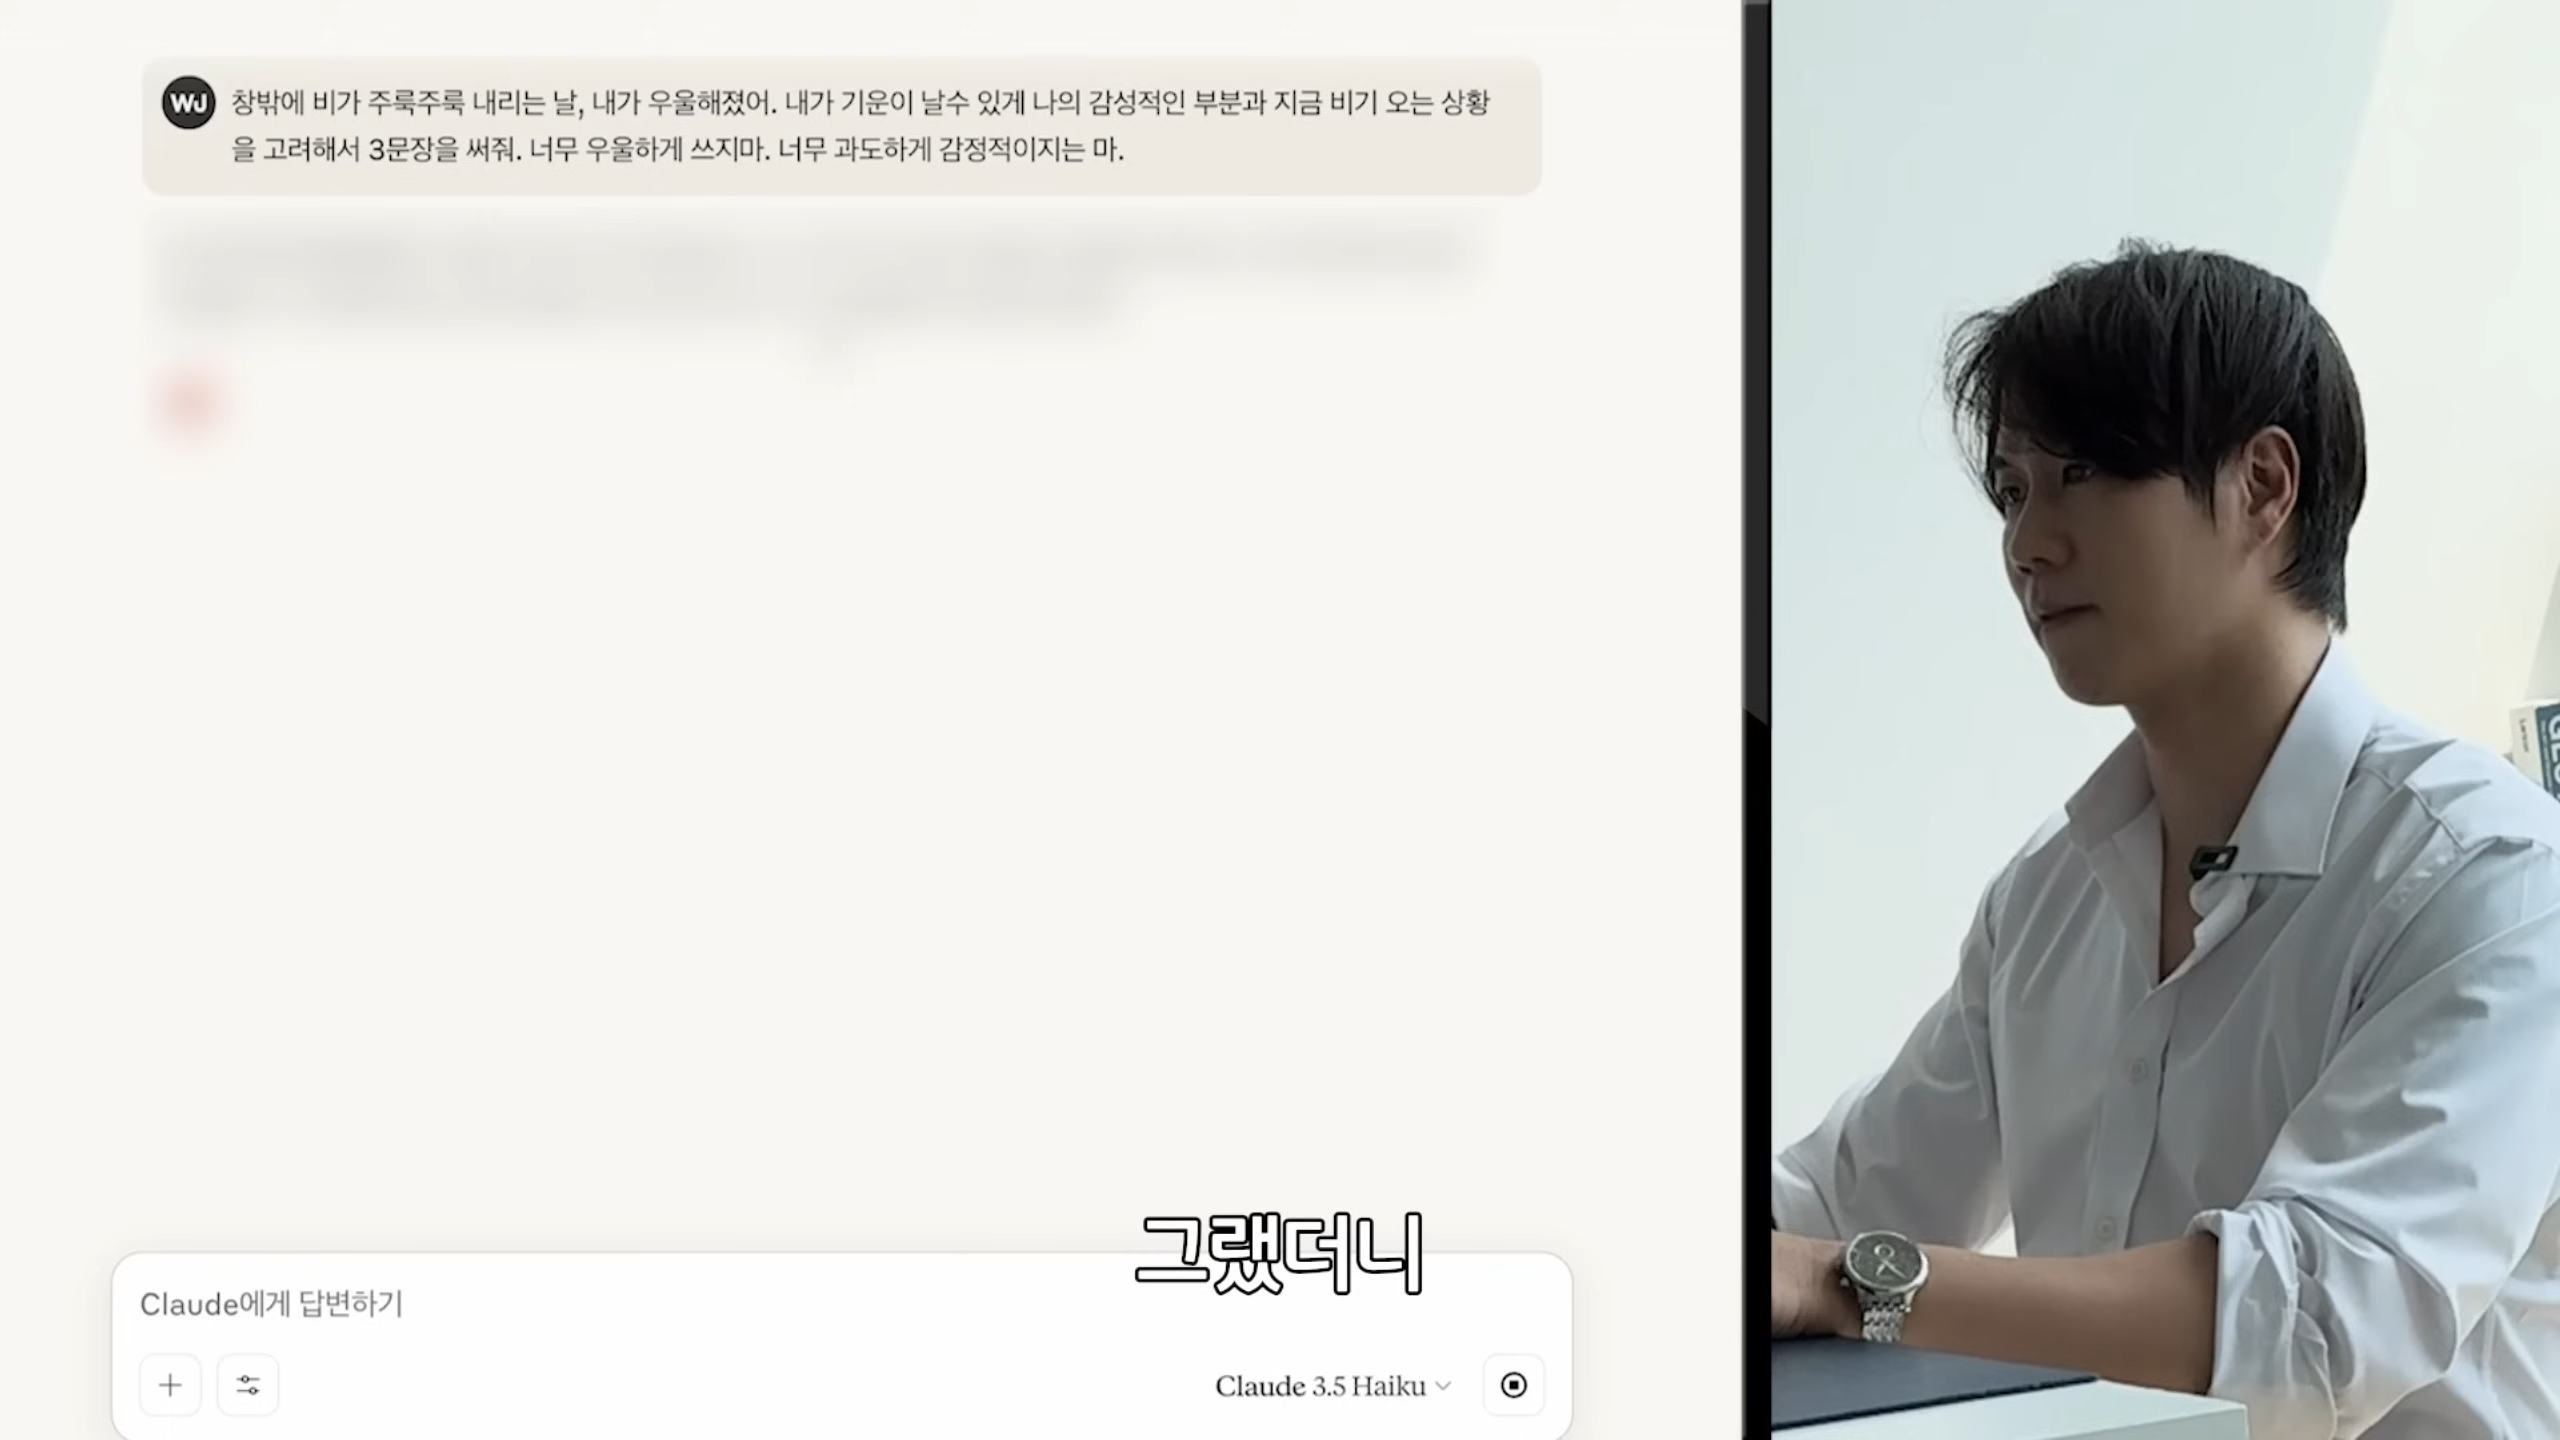 WJ
창밖에 비가 주룩주룩 내리는 날, 내가 우울해졌어. 내가 기운이 날수 있게 나의 감성적인 부분과 지금 비기 오는 상황
을 고려해서 3문장을 써줘. 너무 우울하게 쓰지마. 너무 과도하게 감정적이지는 마.
그랬더니
Claude에게 답변하기
Claude 3.5 Haiku